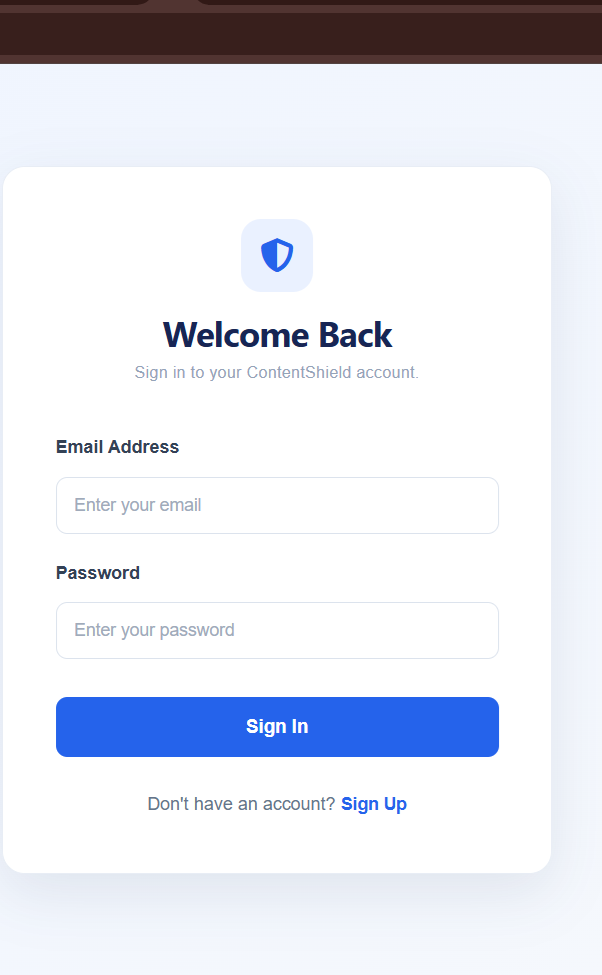 Welcome Back
Sign in to your ContentShield account.
Email Address
Enter your email
Password
Enter your password
Sign In
Don't have an account? Sign Up